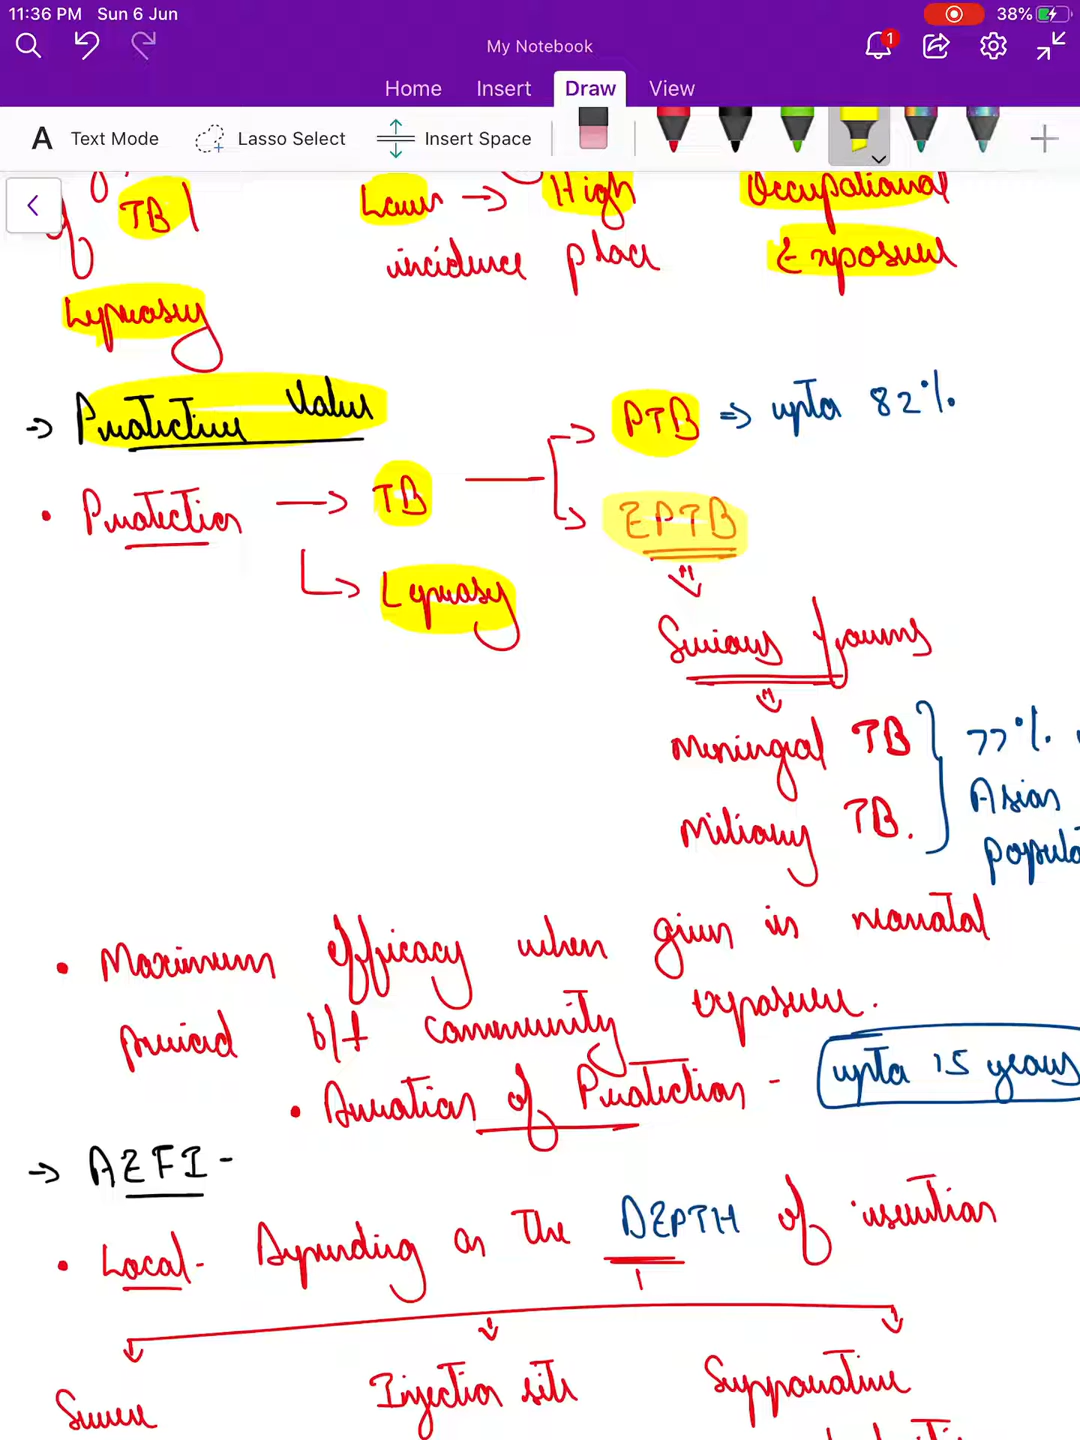 11:36 PM Sun 6 Jun 38%
My Notebook
1
Home Insert Draw View
A Text Mode Lasso Select Insert Space
TB Low → High Occupational
incidence place Exposure
Leprosy
→ Protective Value
PTB ⇒ upto 82%.
• Protection → TB → EPTB
↳ Leprosy
Serious forms
Meningeal TB } 77%.
Asian
Miliary TB.
• Maximum efficacy when given in neonatal
period b/f community exposure.
• Duration of Protection - upto 15 years
→ AEFI -
• Local - Depending on the DEPTH of insertion
Severe Injection site Suppurative